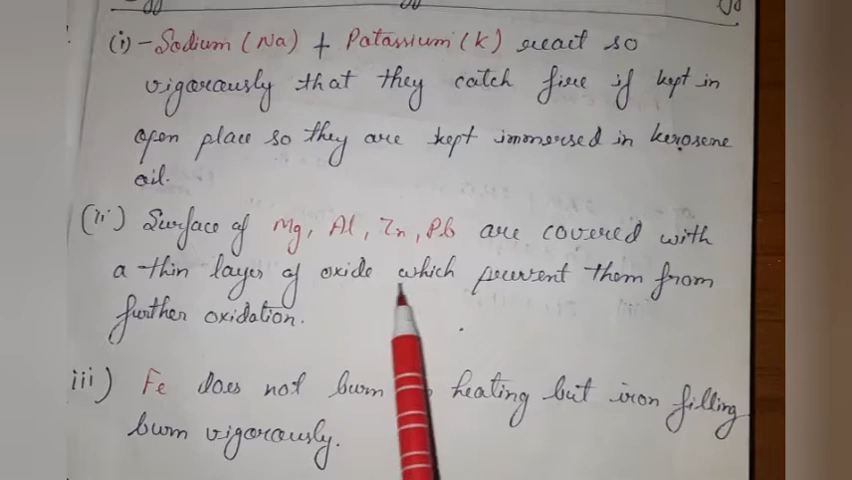 (i) - Sodium (Na) + Patassium (K) react so
vigorously that they catch fire if kept in
open place so they are kept immersed in kerosene
oil.
(ii) Surface of Mg, Al, Zn, Pb are covered with
a thin layer of oxide which prevent them from
further oxidation.
iii) Fe does not burn heating but iron filling
burn vigorously.